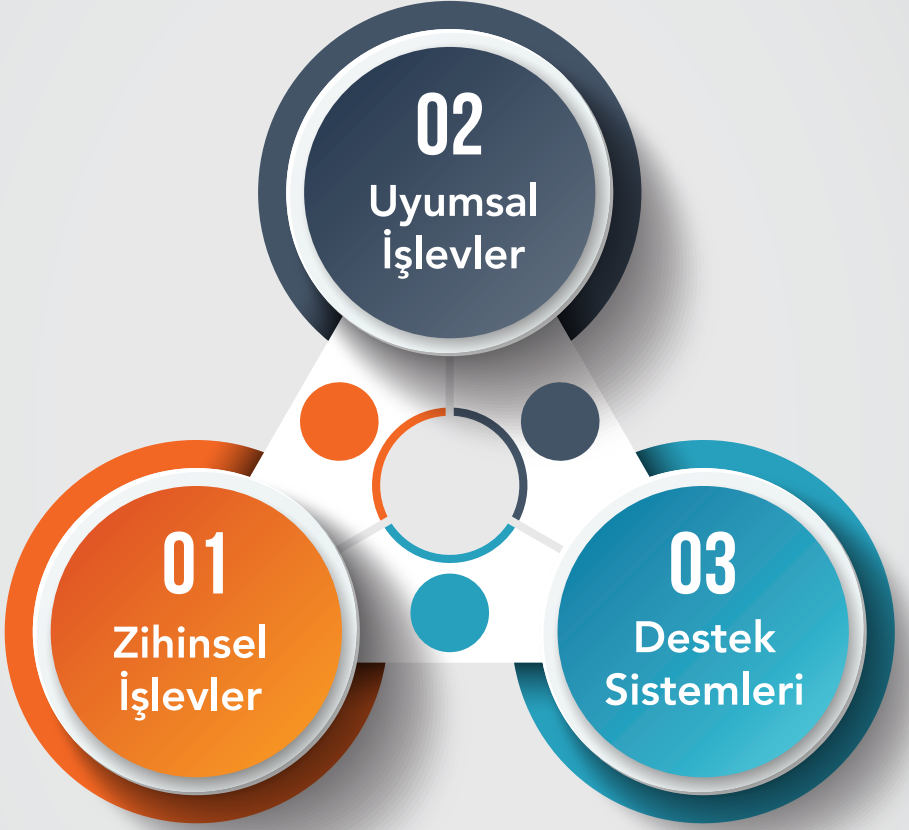 02
Uyumsal
İşlevler
01
Zihinsel
İşlevler
03
Destek
Sistemleri